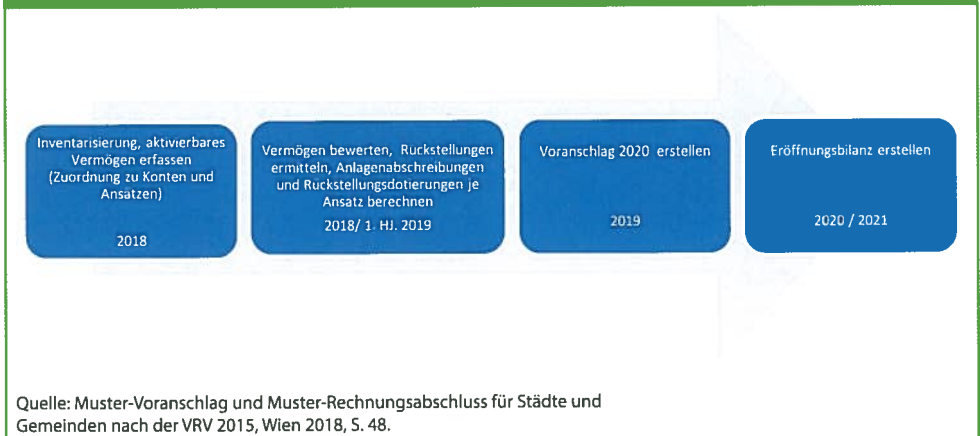 Inventarisierung, aktivierbares
Vermögen erfassen
(Zuordnung zu Konten und
Ansätzen)
2018
Vermögen bewerten, Rückstellungen
ermitteln, Anlagenabschreibungen
und Rückstellungsdotierungen je
Ansatz berechnen
2018/ 1. HJ. 2019
Voranschlag 2020 erstellen
2019
Eröffnungsbilanz erstellen
2020 / 2021
Quelle: Muster-Voranschlag und Muster-Rechnungsabschluss für Städte und
Gemeinden nach der VRV 2015, Wien 2018, S. 48.